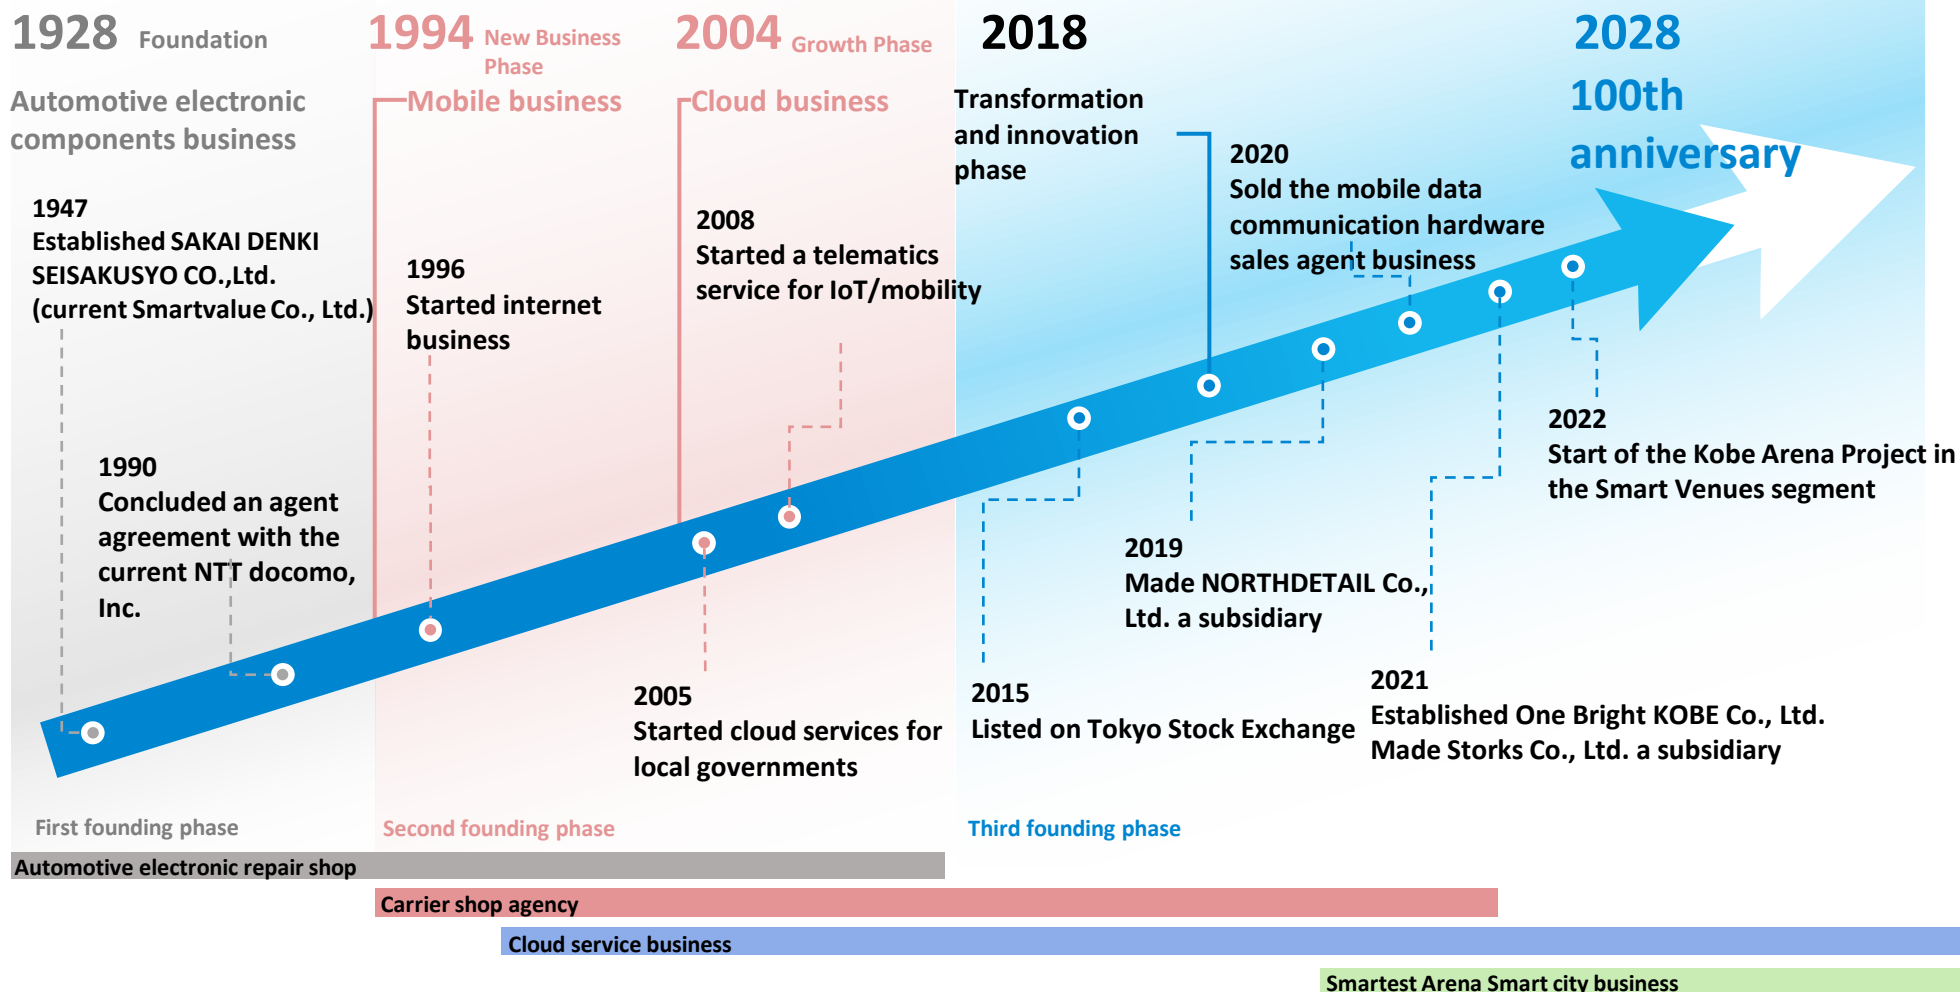 1928 Foundation
Automotive electronic
components business
1947
Established SAKAI DENKI
SEISAKUSYO CO.,Ltd.
(current Smartvalue Co., Ltd.)
1990
Concluded an agent
agreement with the
current NTT docomo,
Inc.
1994 New Business
Phase
Mobile business
1996
Started internet
business
2004 Growth Phase
Cloud business
2008
Started a telematics
service for IoT/mobility
2005
Started cloud services for
local governments
2018
Transformation
and innovation
phase
2015
Listed on Tokyo Stock Exchange
2019
Made NORTHDETAIL Co.,
Ltd. a subsidiary
2020
Sold the mobile data
communication hardware
sales agent business
2021
Established One Bright KOBE Co., Ltd.
Made Storks Co., Ltd. a subsidiary
2022
Start of the Kobe Arena Project in
the Smart Venues segment
2028
100th
anniversary
First founding phase
Second founding phase
Third founding phase
Automotive electronic repair shop
Carrier shop agency
Cloud service business
Smartest Arena Smart city business